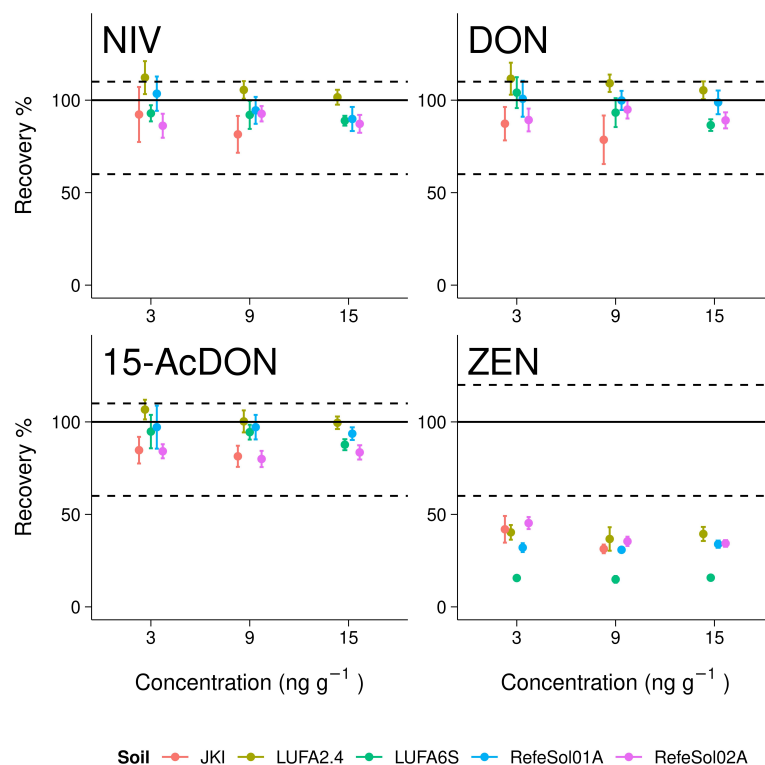 NIV
DON
Recovery %
100
50
0
3
9
15
100
50
0
3
9
15
15-AcDON
ZEN
Recovery %
100
50
0
3
9
15
100
50
0
3
9
15
Concentration (ng g⁻¹ )
Concentration (ng g⁻¹ )
Soil JKI LUFA2.4 LUFA6S RefeSol01A RefeSol02A